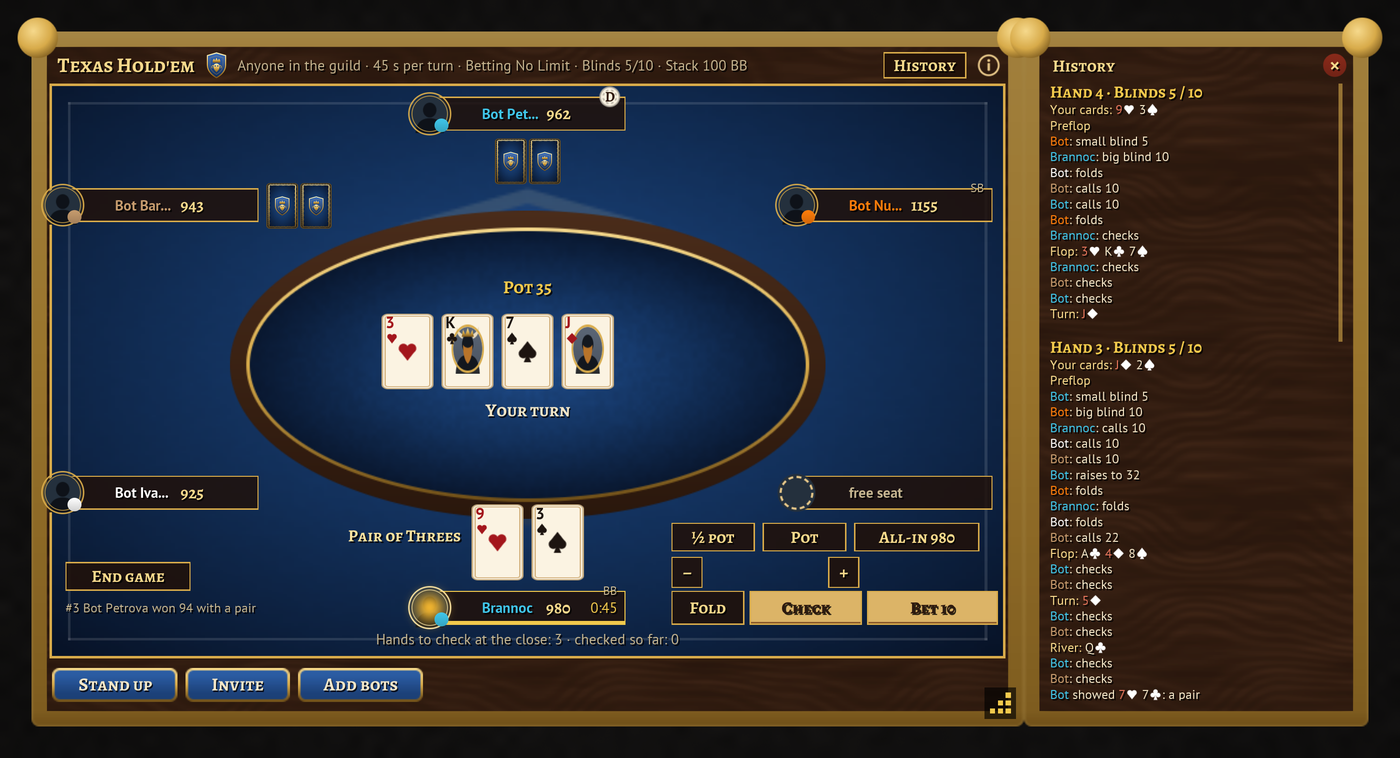 Texas Hold'em
Anyone in the guild · 45 s per turn · Betting No Limit · Blinds 5/10 · Stack 100 BB
History
i
D
Bot Pet... 962
Bot Bar... 943
SB
Bot Nu... 1155
Pot 35
3 K 7 J
Your turn
Bot Iva... 925
free seat
Pair of Threes
9 3
½ pot
Pot
All-in 980
− +
End game
#3 Bot Petrova won 94 with a pair
BB
Brannoc 980 0:45
Fold
Check
Bet 10
Hands to check at the close: 3 · checked so far: 0
Stand up
Invite
Add bots
History
×
Hand 4 · Blinds 5 / 10
Your cards: 9♥ 3♠
Preflop
Bot: small blind 5
Brannoc: big blind 10
Bot: folds
Bot: calls 10
Bot: calls 10
Bot: folds
Brannoc: checks
Flop: 3♥ K♣ 7♠
Brannoc: checks
Bot: checks
Bot: checks
Turn: J♦
Hand 3 · Blinds 5 / 10
Your cards: J♦ 2♠
Preflop
Bot: small blind 5
Bot: big blind 10
Brannoc: calls 10
Bot: calls 10
Bot: calls 10
Bot: raises to 32
Bot: folds
Brannoc: folds
Bot: folds
Bot: calls 22
Flop: A♣ 4♦ 8♠
Bot: checks
Bot: checks
Turn: 5♦
Bot: checks
Bot: checks
River: Q♣
Bot: checks
Bot: checks
Bot showed 7♥ 7♣: a pair